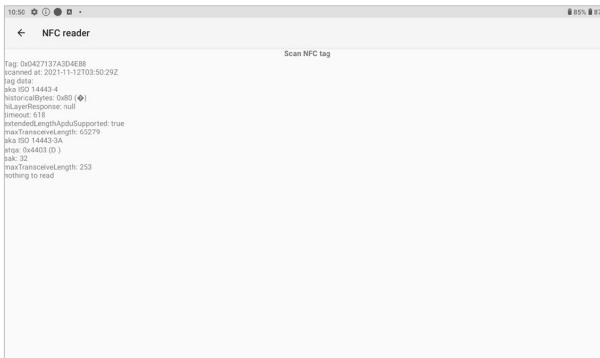 10:50 85% 87
NFC reader
Scan NFC tag
Tag: 0x0427137A3D4E88
scanned at: 2021-11-12T03:50:29Z
tag data:
aka ISO 14443-4
historicalBytes: 0x80 (�)
hiLayerResponse: null
timeout: 618
extendedLengthApduSupported: true
maxTransceiveLength: 65279
aka ISO 14443-3A
atqa: 0x4403 (D )
sak: 32
maxTransceiveLength: 253
nothing to read